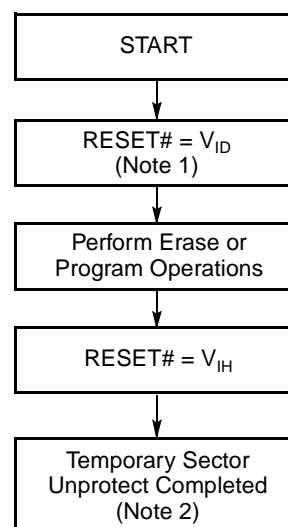 START
RESET# = V_ID
(Note 1)
Perform Erase or
Program Operations
RESET# = V_IH
Temporary Sector
Unprotect Completed
(Note 2)